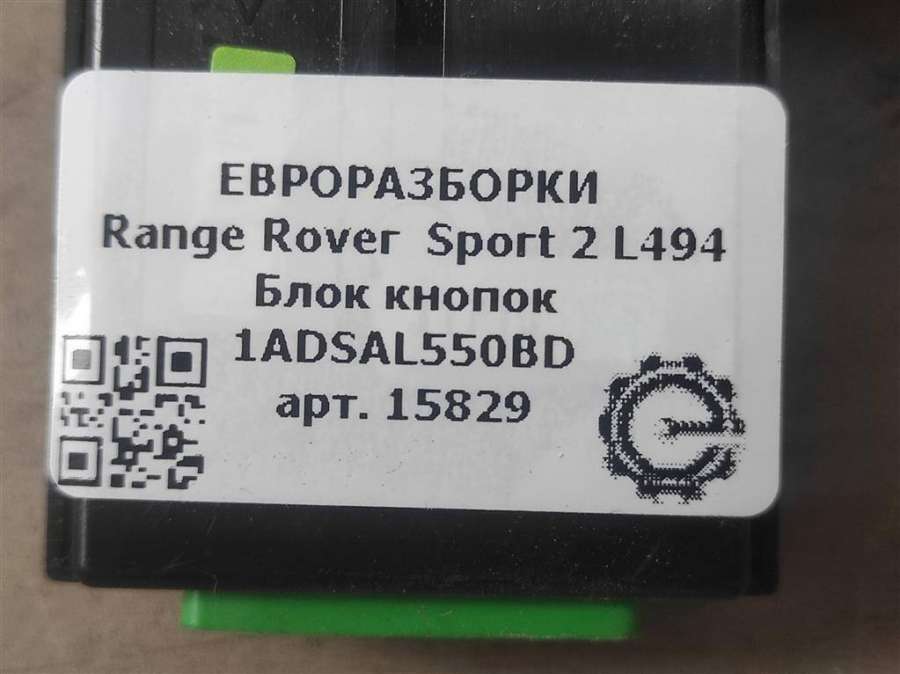 ЕВРОРАЗБОРКИ
Range Rover Sport 2 L494
Блок кнопок
1ADSAL550BD
арт. 15829